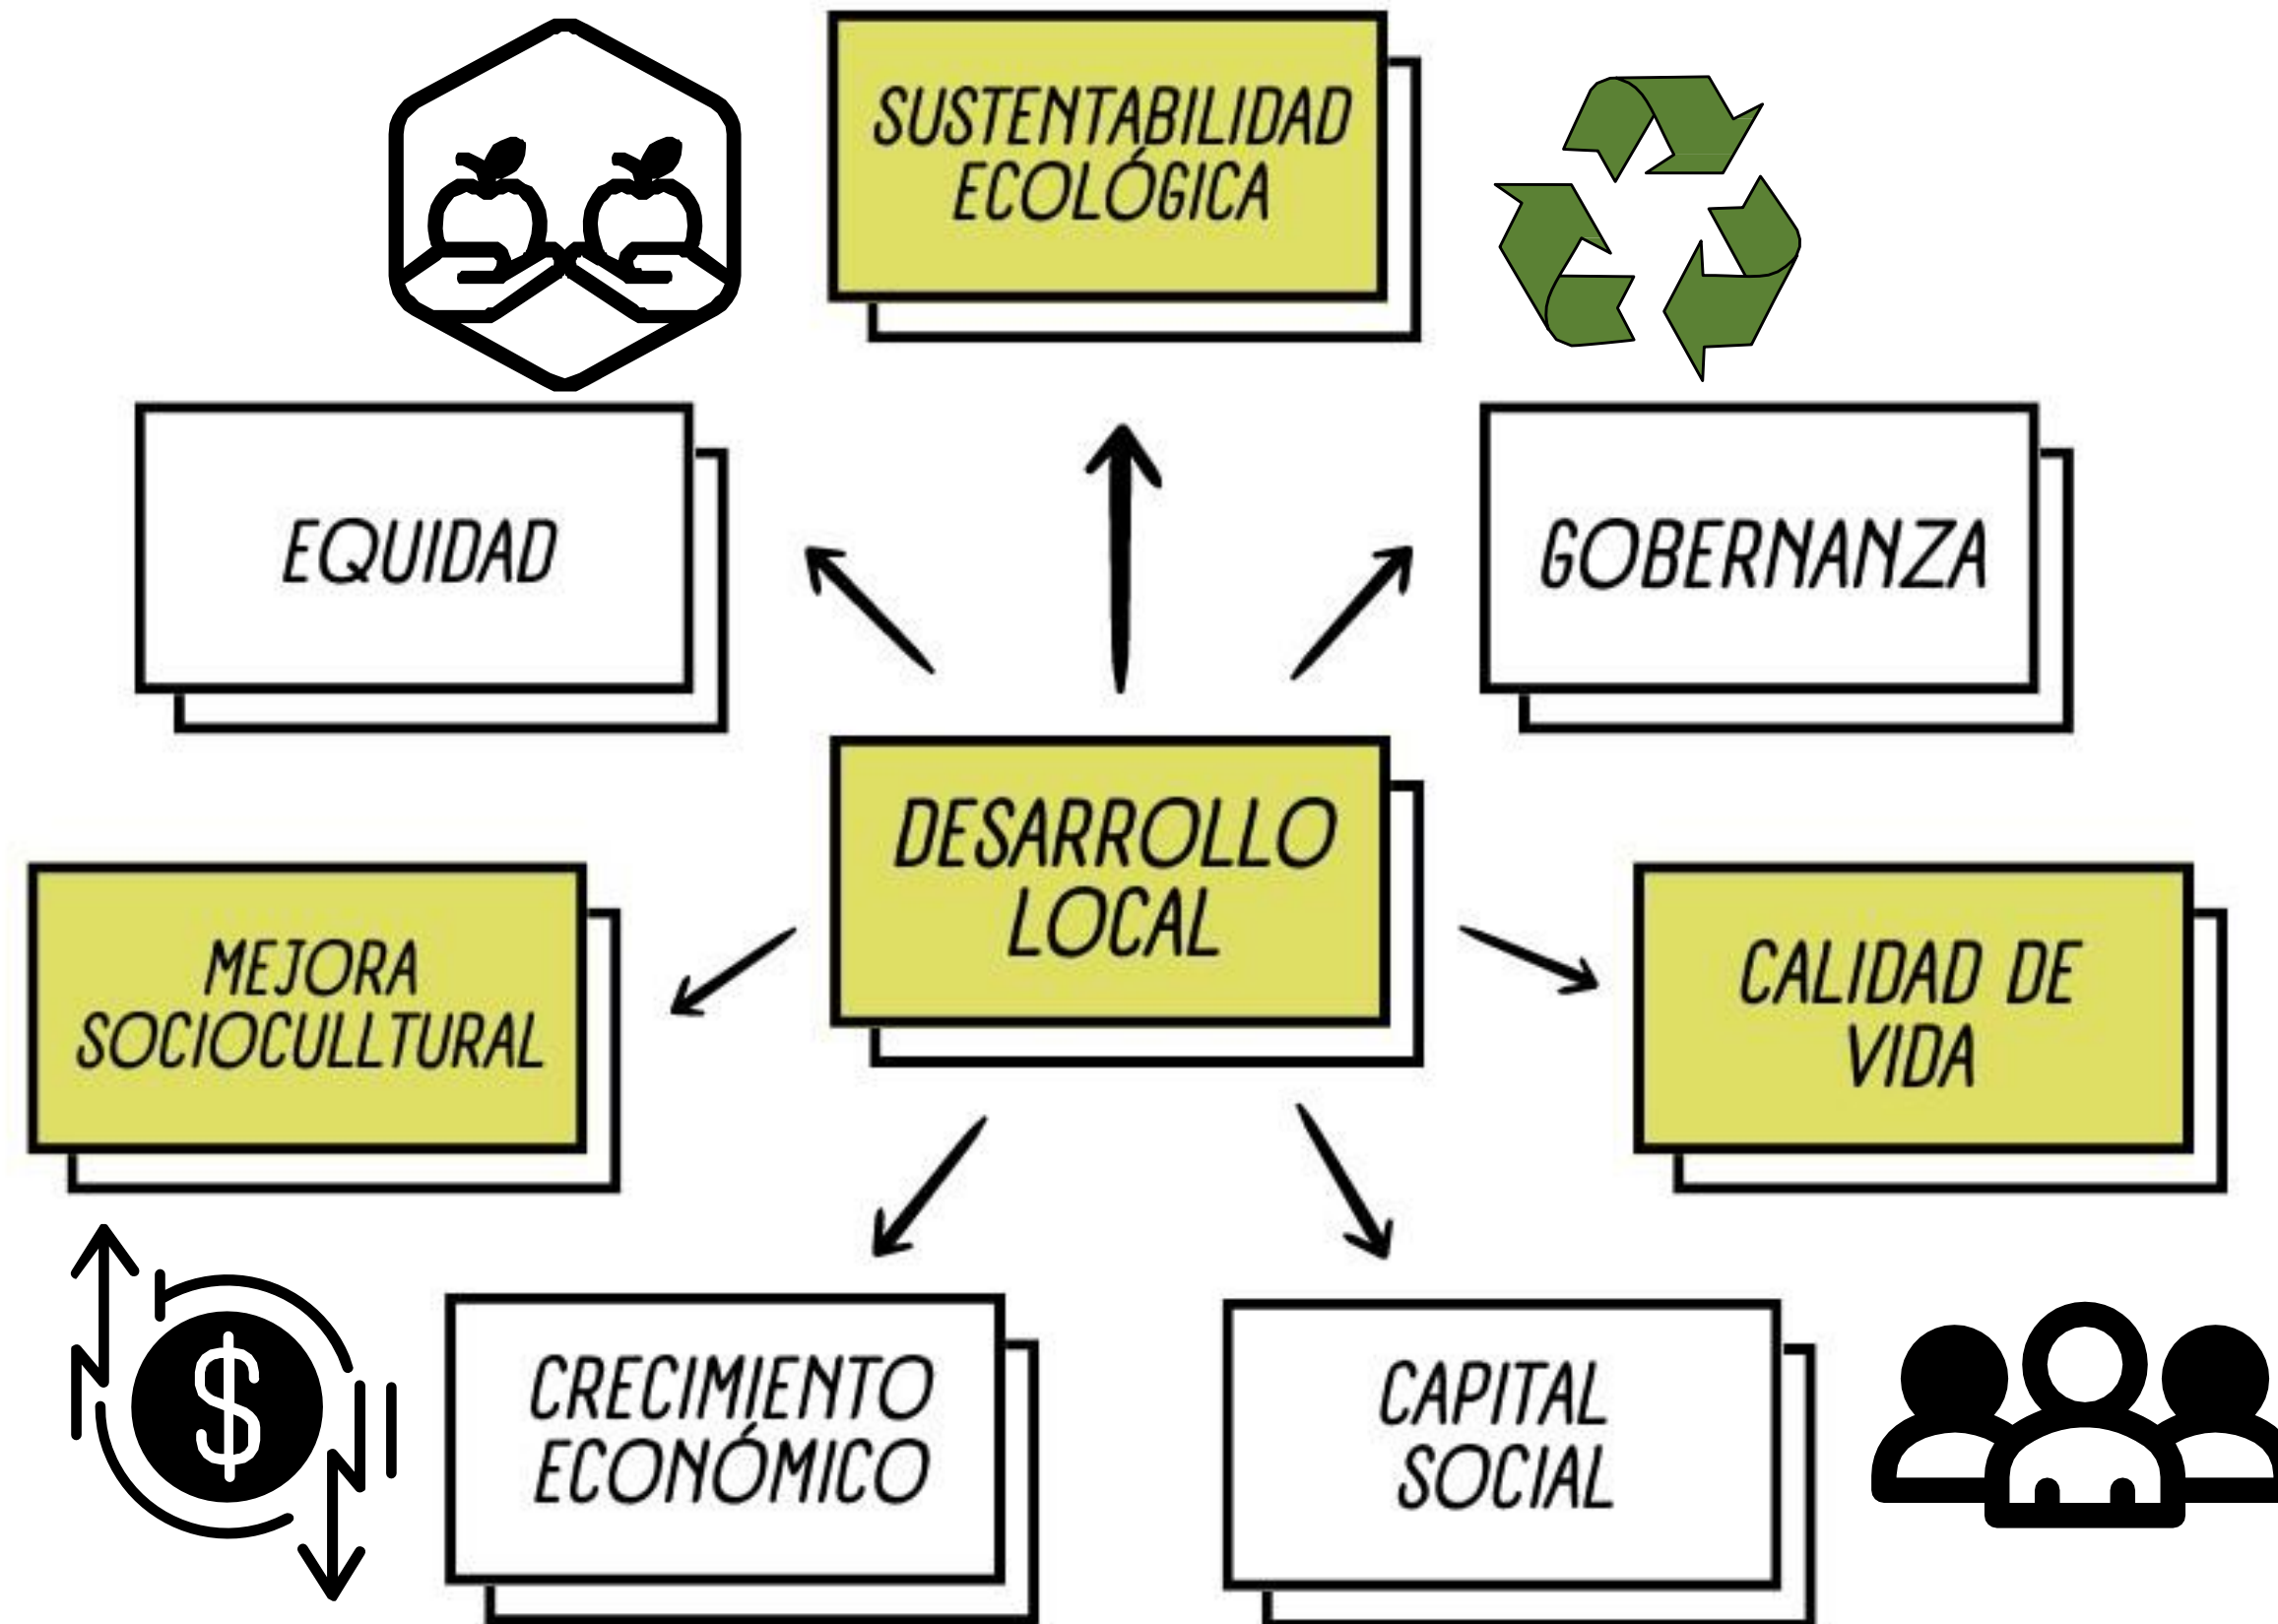 SUSTENTABILIDAD
ECOLÓGICA
EQUIDAD
GOBERNANZA
DESARROLLO
LOCAL
MEJORA
SOCIOCULLTURAL
CALIDAD DE
VIDA
$
CRECIMIENTO
ECONÓMICO
CAPITAL
SOCIAL